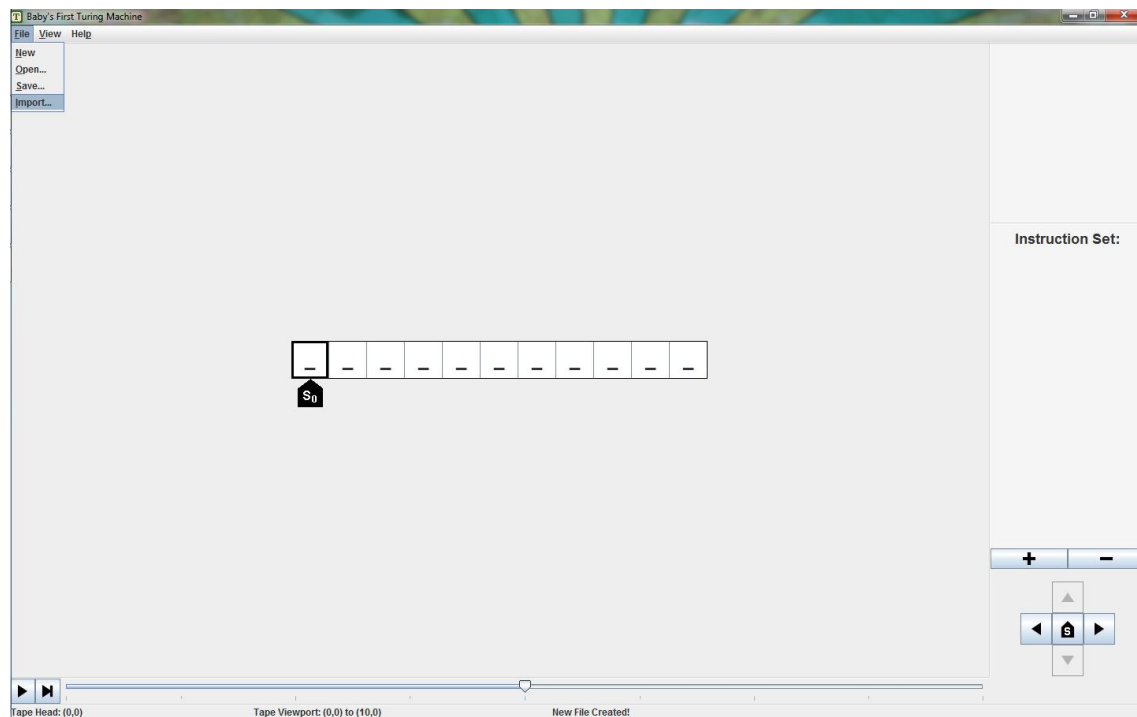 T Baby's First Turing Machine
File View Help
New
Open...
Save...
Import...
Instruction Set:
_ _ _ _ _ _ _ _ _ _ _
S0
+ −
S
Tape Head: (0,0) Tape Viewport: (0,0) to (10,0) New File Created!